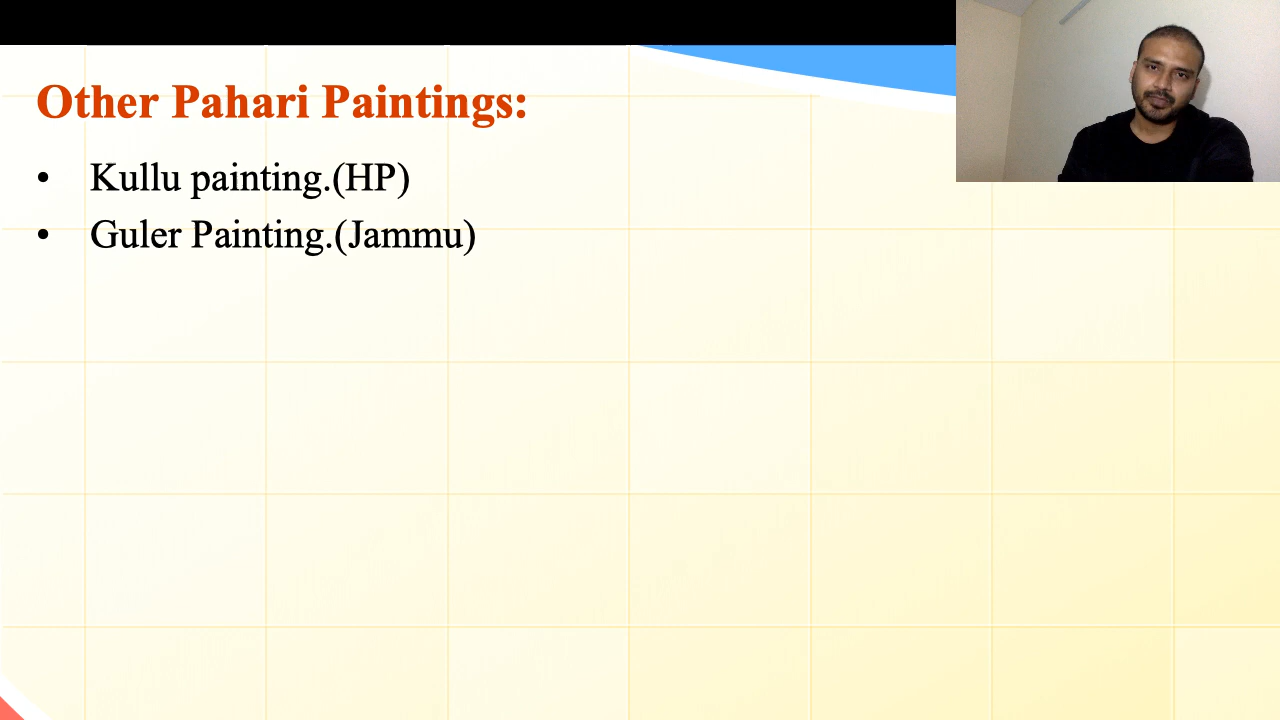 Other Pahari Paintings:
• Kullu painting.(HP)
• Guler Painting.(Jammu)